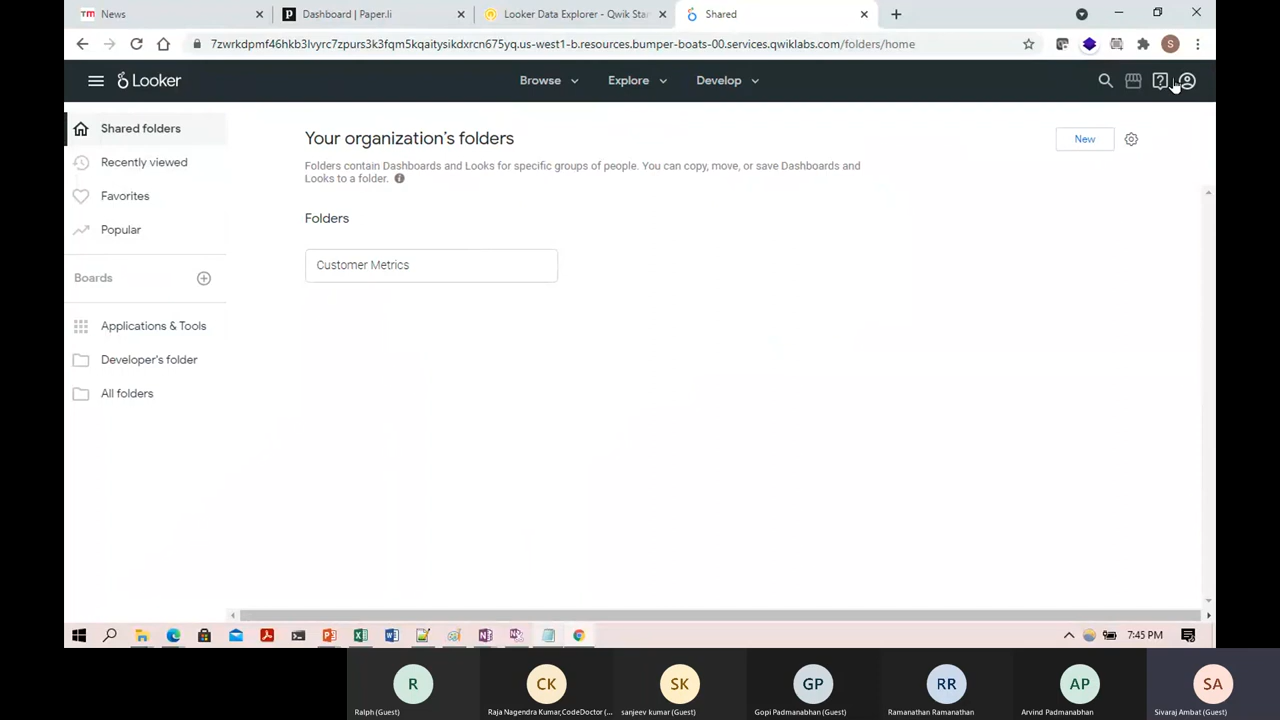 News
Dashboard | Paper.li
Looker Data Explorer - Qwik Star
Shared
7zwrkdpmf46hkb3lvyrc7zpurs3k3fqm5kqaitysikdxcn675yq.us-west1-b.resources.bumper-boats-00.services.qwiklabs.com/folders/home
S
Looker
Browse
Explore
Develop
Shared folders
Recently viewed
Favorites
Popular
Boards
Applications & Tools
Developer's folder
All folders
Your organization's folders
New
Folders contain Dashboards and Looks for specific groups of people. You can copy, move, or save Dashboards and
Looks to a folder.
Folders
Customer Metrics
7:45 PM
R
CK
SK
GP
RR
AP
SA
Ralph (Guest)
Raja Nagendra Kumar,CodeDoctor (...
sanjeev kumar (Guest)
Gopi Padmanabhan (Guest)
Ramanathan Ramanathan
Arvind Padmanabhan
Sivaraj Ambat (Guest)